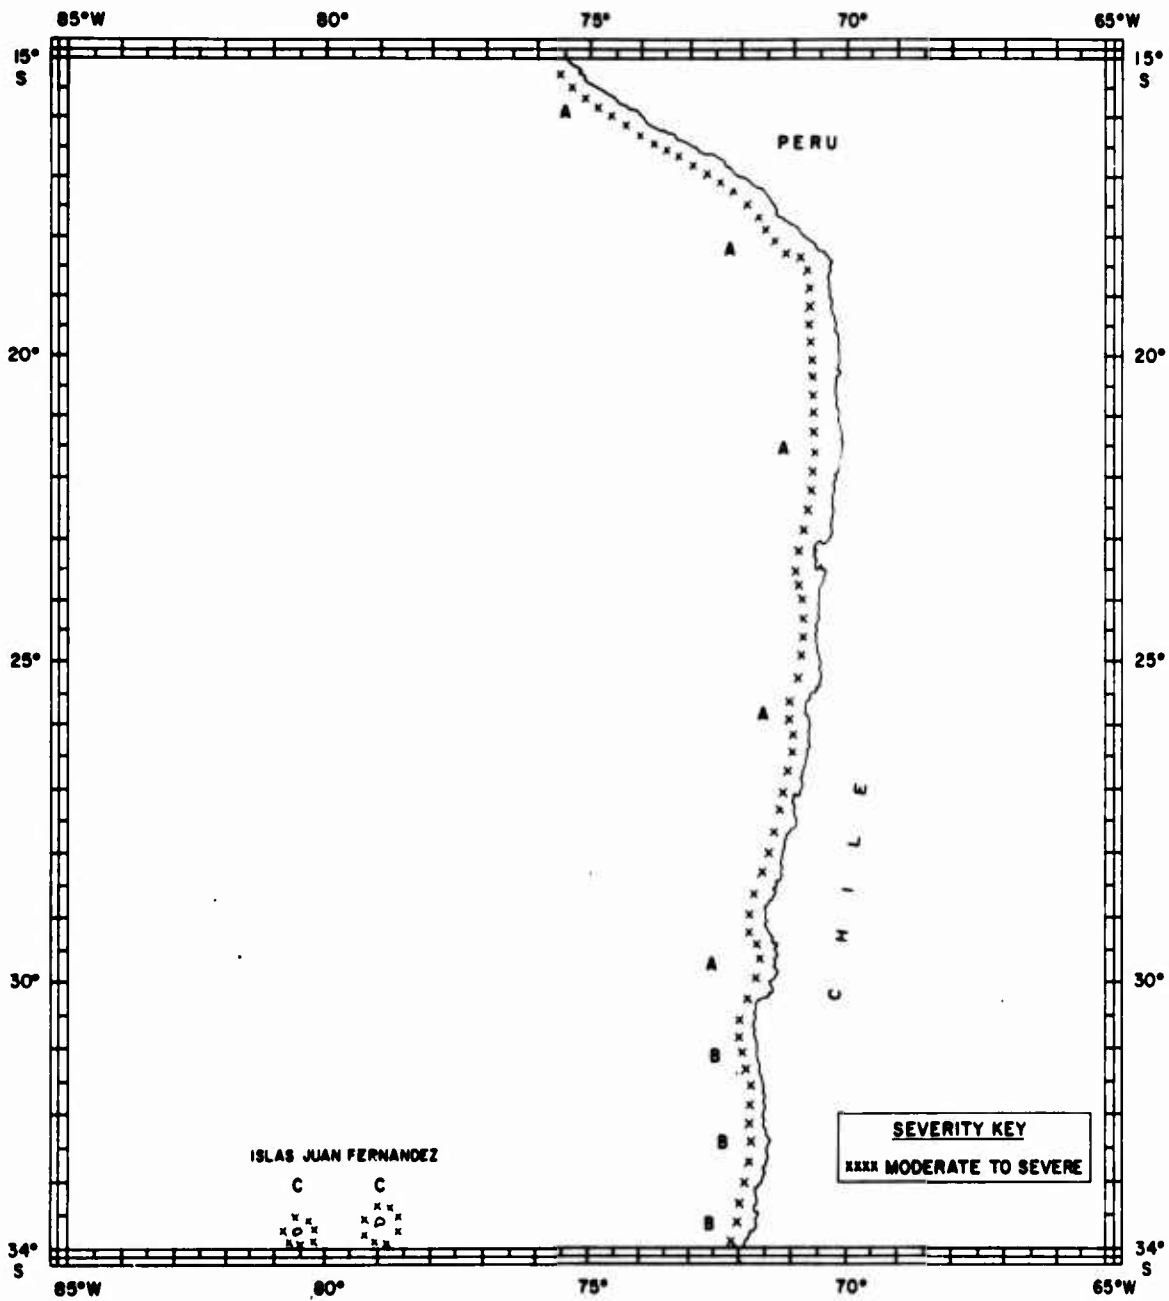 85°W 80° 75° 70° 65°W
15° 15°
S S
A
PERU
A
20° 20°
A
25° 25°
A
CHILE
A
30° 30°
B
B
SEVERITY KEY
xxxx MODERATE TO SEVERE
ISLAS JUAN FERNANDEZ
C C
B
34° 34°
S S
85°W 80° 75° 70° 65°W